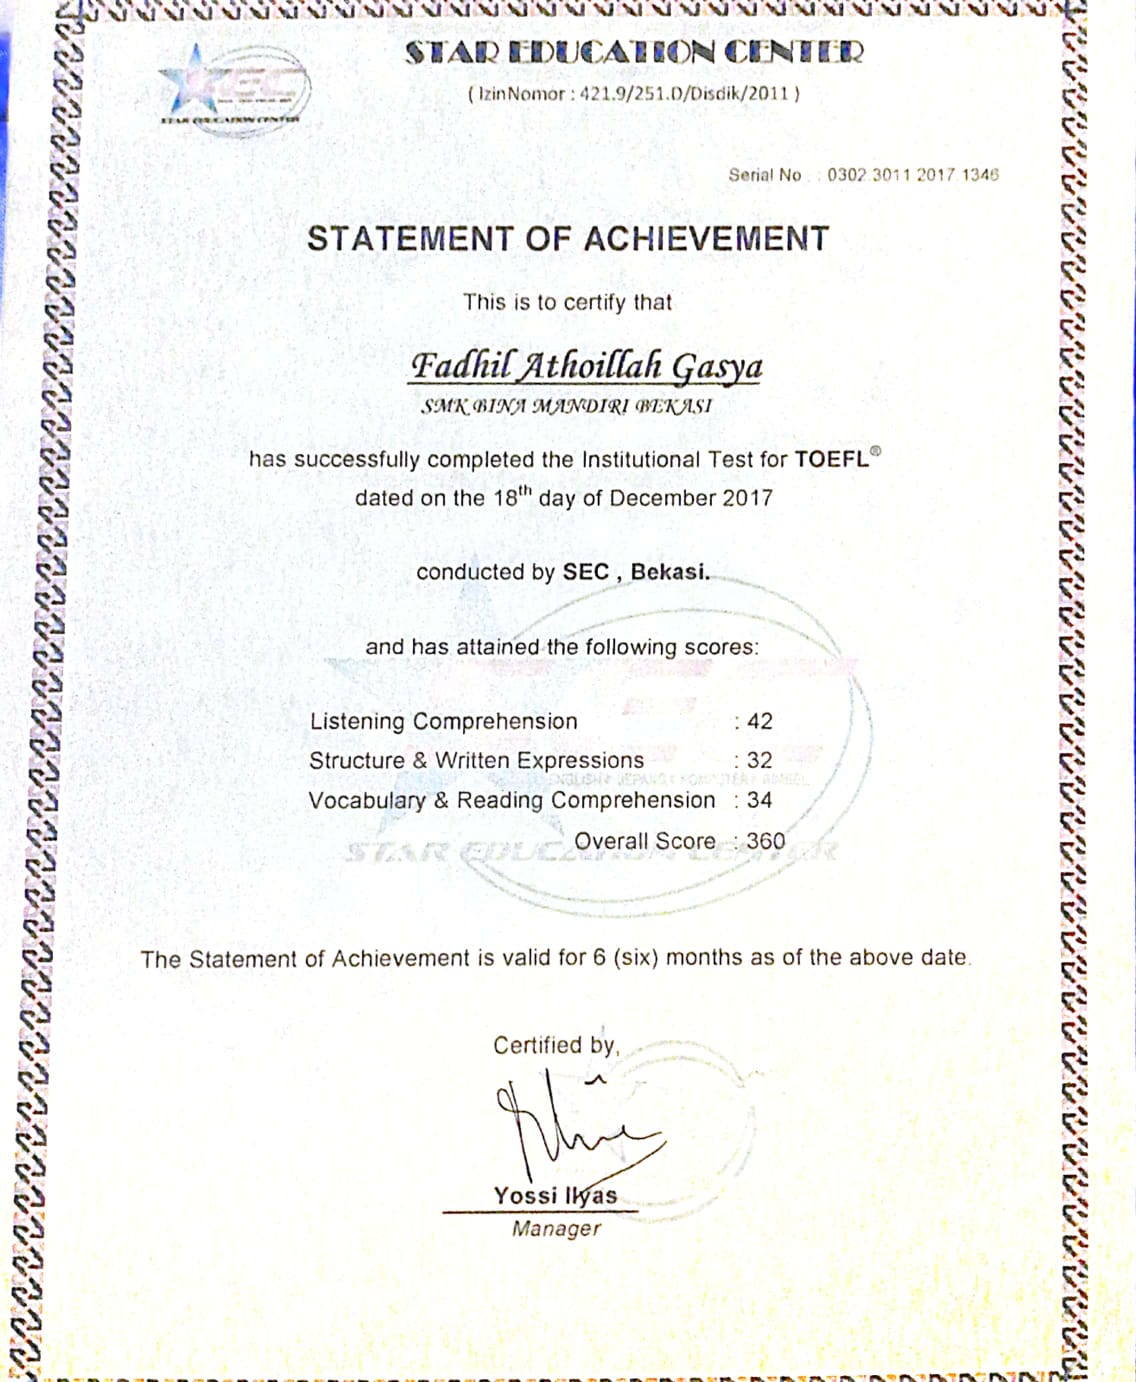 STAR EDUCATION CENTER
( Izin Nomor : 421.9/251.D/Disdik/2011 )
SEC
STAR EDUCATION CENTER
Serial No : 0302 3011 2017 1346
STATEMENT OF ACHIEVEMENT
This is to certify that
Fadhil Athoillah Gasya
SMK BINA MANDIRI BEKASI
has successfully completed the Institutional Test for TOEFL®
dated on the 18th day of December 2017
conducted by SEC , Bekasi.
and has attained the following scores:
Listening Comprehension : 42
Structure & Written Expressions : 32
Vocabulary & Reading Comprehension : 34
Overall Score : 360
STAR EDUCATION CENTER
The Statement of Achievement is valid for 6 (six) months as of the above date.
Certified by,
Yossi Ilyas
Manager